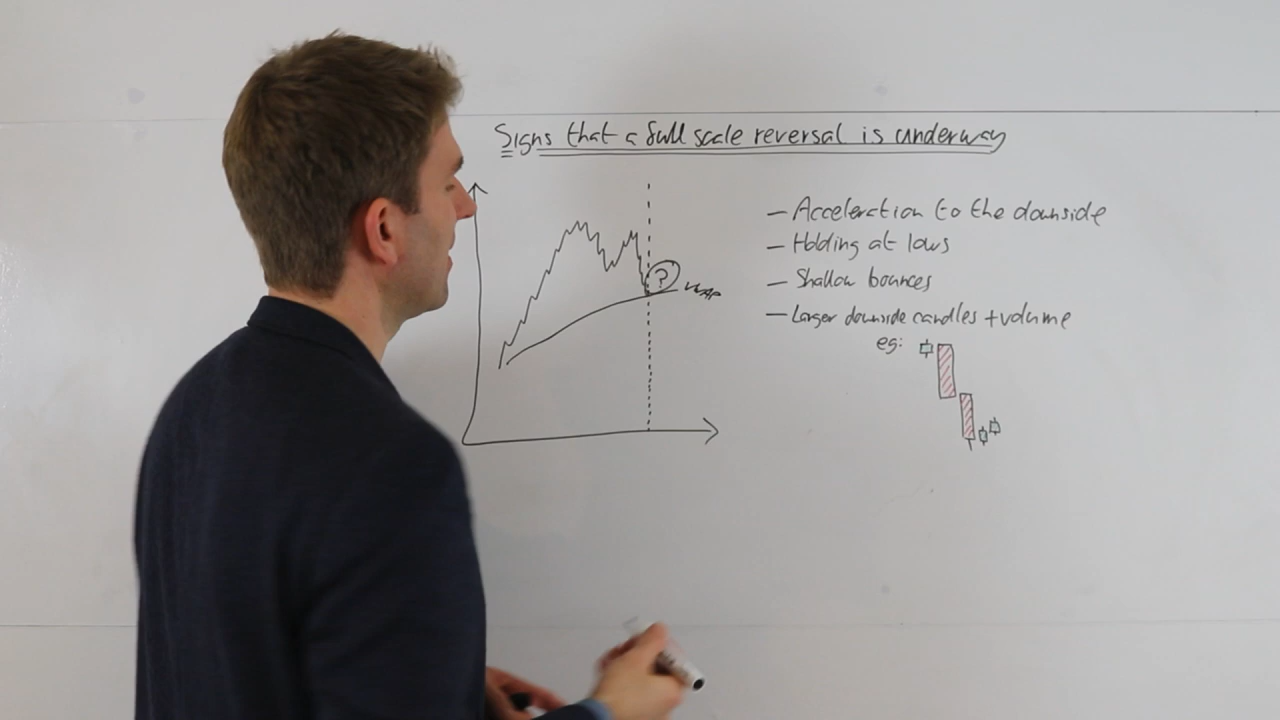 Signs that a full scale reversal is underway
?
VWAP
— Acceleration to the downside
— Holding at lows
— Shallow bounces
— Larger downside candles + volume
eg: